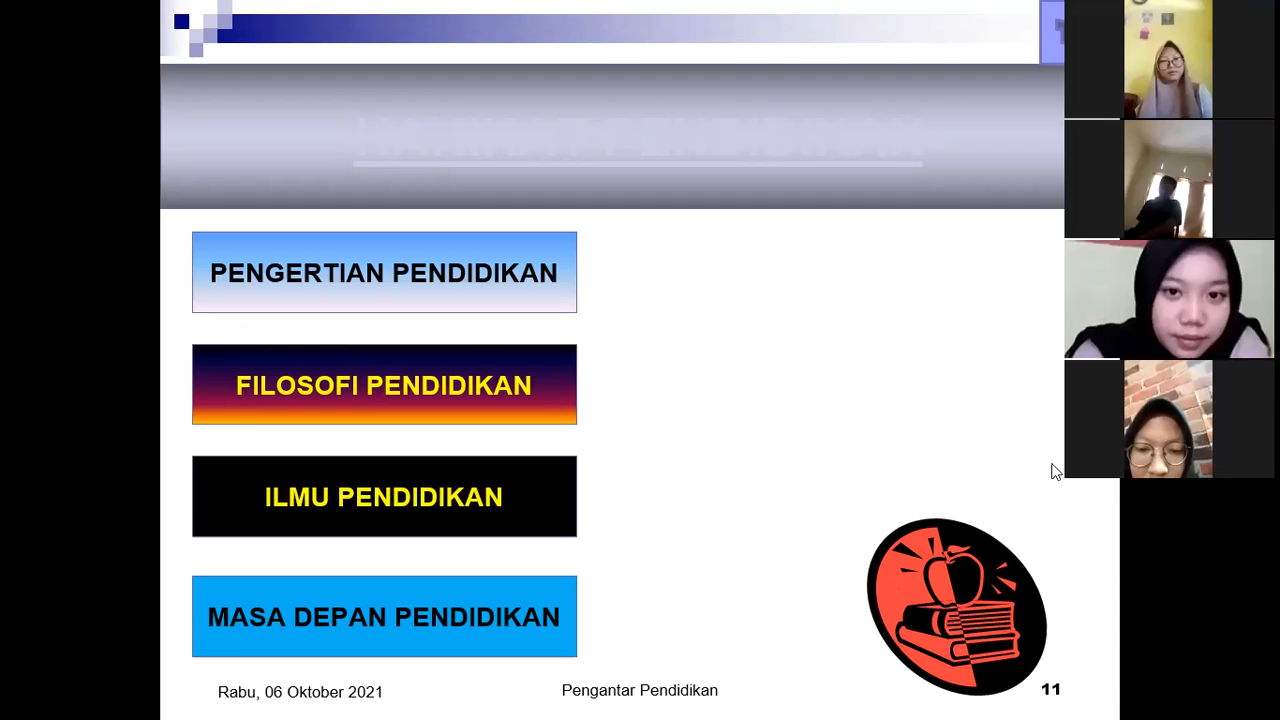 PENGERTIAN PENDIDIKAN
FILOSOFI PENDIDIKAN
ILMU PENDIDIKAN
MASA DEPAN PENDIDIKAN
Rabu, 06 Oktober 2021
Pengantar Pendidikan
11